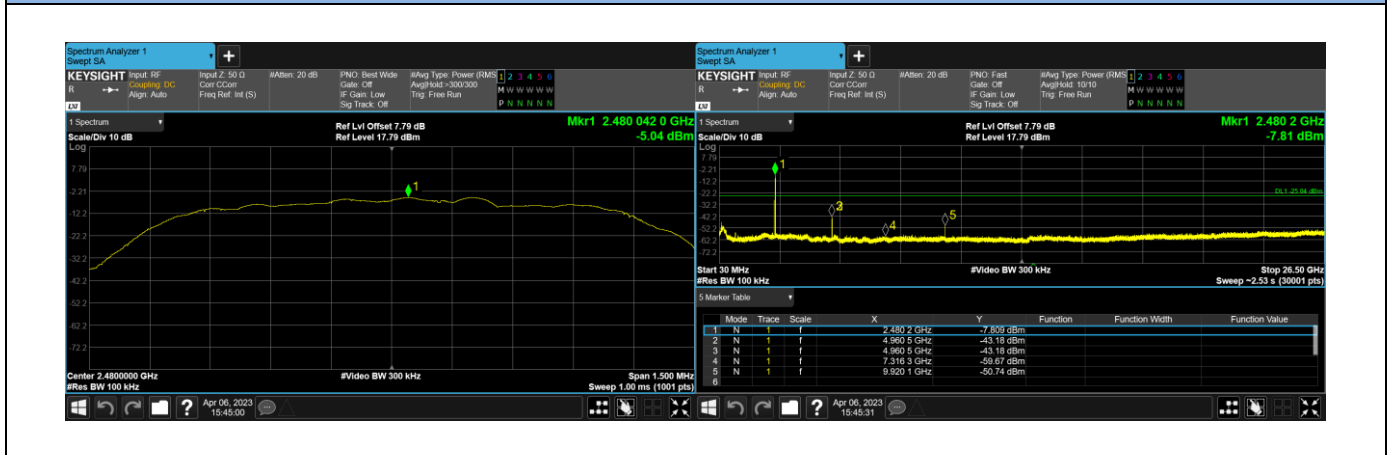 Spectrum Analyzer 1
Swept SA
+
KEYSIGHT Input: RF Input Z: 50 Ω #Atten: 20 dB PNO: Best Wide #Avg Type: Power (RMS 1 2 3 4 5 6
R Coupling: DC Corr CCorr Gate: Off Avg|Hold:>300/300 M W W W W W
Align: Auto Freq Ref: Int (S) IF Gain: Low Trig: Free Run
LXI Sig Track: Off P N N N N N
1 Spectrum
Ref Lvl Offset 7.79 dB Mkr1 2.480 042 0 GHz
Scale/Div 10 dB Ref Level 17.79 dBm -5.04 dBm
Log
7.79
-2.21
-12.2
-22.2
-32.2
-42.2
-52.2
-62.2
-72.2
1
Center 2.4800000 GHz #Video BW 300 kHz Span 1.500 MHz
#Res BW 100 kHz Sweep 1.00 ms (1001 pts)
? Apr 06, 2023
15:45:00
Spectrum Analyzer 1
Swept SA
+
KEYSIGHT Input: RF Input Z: 50 Ω #Atten: 20 dB PNO: Fast #Avg Type: Power (RMS 1 2 3 4 5 6
R Coupling: DC Corr CCorr Gate: Off Avg|Hold: 10/10 M W W W W W
Align: Auto Freq Ref: Int (S) IF Gain: Low Trig: Free Run
LXI Sig Track: Off P N N N N N
1 Spectrum
Ref Lvl Offset 7.79 dB Mkr1 2.480 2 GHz
Scale/Div 10 dB Ref Level 17.79 dBm -7.81 dBm
Log
7.79
-2.21
-12.2
-22.2
-32.2
-42.2
-52.2
-62.2
-72.2
1
DL1 -25.04 dBm
3
4
5
Start 30 MHz #Video BW 300 kHz Stop 26.50 GHz
#Res BW 100 kHz Sweep ~2.53 s (30001 pts)
5 Marker Table
Mode Trace Scale X Y Function Function Width Function Value
1 N 1 f 2.480 2 GHz -7.809 dBm
2 N 1 f 4.960 5 GHz -43.18 dBm
3 N 1 f 4.960 5 GHz -43.18 dBm
4 N 1 f 7.316 3 GHz -59.67 dBm
5 N 1 f 9.920 1 GHz -50.74 dBm
6
? Apr 06, 2023
15:45:31